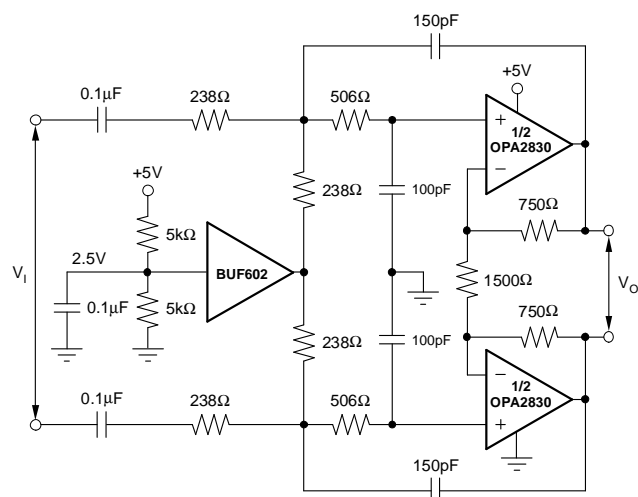 150pF
+5V
0.1μF
238Ω
506Ω
+
1/2
OPA2830
−
238Ω
100pF
750Ω
+5V
5kΩ
2.5V
BUF602
1500Ω
V_I
V_O
0.1μF
5kΩ
238Ω
100pF
750Ω
−
1/2
OPA2830
+
0.1μF
238Ω
506Ω
150pF